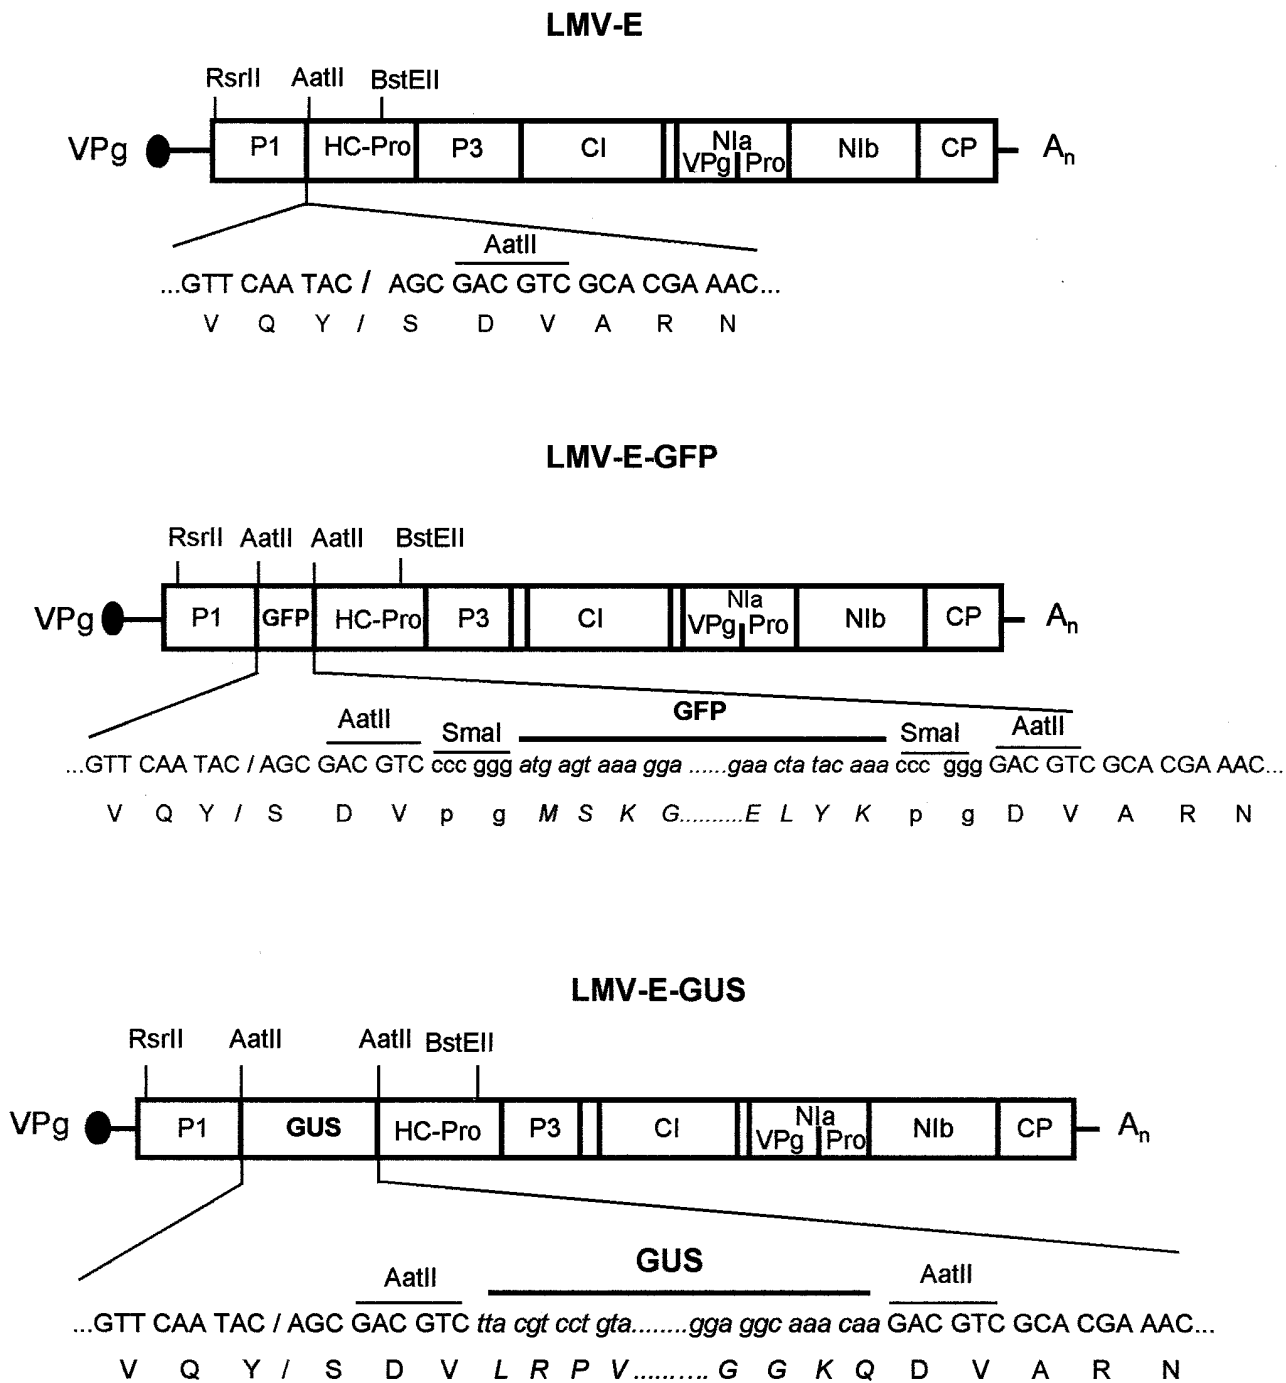 LMV-E
RsrII AatII BstEII
VPg P1 HC-Pro P3 CI NIa VPg Pro NIb CP An
AatII
...GTT CAA TAC / AGC GAC GTC GCA CGA AAC...
V Q Y / S D V A R N
LMV-E-GFP
RsrII AatII AatII BstEII
VPg P1 GFP HC-Pro P3 CI NIa VPg Pro NIb CP An
GFP
AatII SmaI SmaI AatII
...GTT CAA TAC / AGC GAC GTC ccc ggg atg agt aaa gga ......gaa cta tac aaa ccc ggg GACGTC GCA CGA AAC...
V Q Y / S D V p g M S K G..........E L Y K p g D V A R N
LMV-E-GUS
RsrII AatII AatII BstEII
VPg P1 GUS HC-Pro P3 CI NIa VPg Pro NIb CP An
GUS
AatII AatII
...GTT CAA TAC / AGC GAC GTC tta cgt cct gta........gga ggc aaa caa GAC GTC GCA CGA AAC...
V Q Y / S D V L R P V.......... G G K Q D V A R N